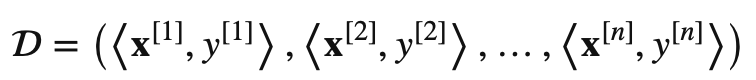 𝒟 = (⟨𝐱^[1], y^[1]⟩, ⟨𝐱^[2], y^[2]⟩, …, ⟨𝐱^[n], y^[n]⟩)